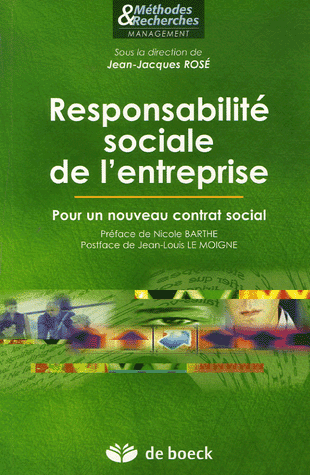 Méthodes
& Recherches
MANAGEMENT
Sous la direction de
Jean-Jacques ROSÉ
Responsabilité
sociale
de l'entreprise
Pour un nouveau contrat social
Préface de Nicole BARTHE
Postface de Jean-Louis LE MOIGNE
de boeck